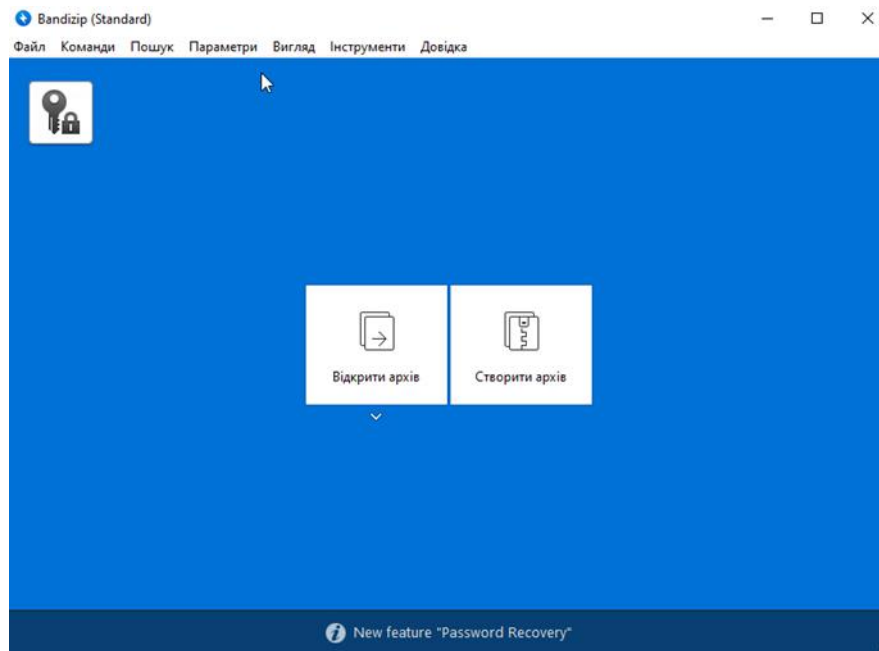 Bandizip (Standard)
Файл Команди Пошук Параметри Вигляд Інструменти Довідка
Відкрити архів Створити архів
New feature "Password Recovery"